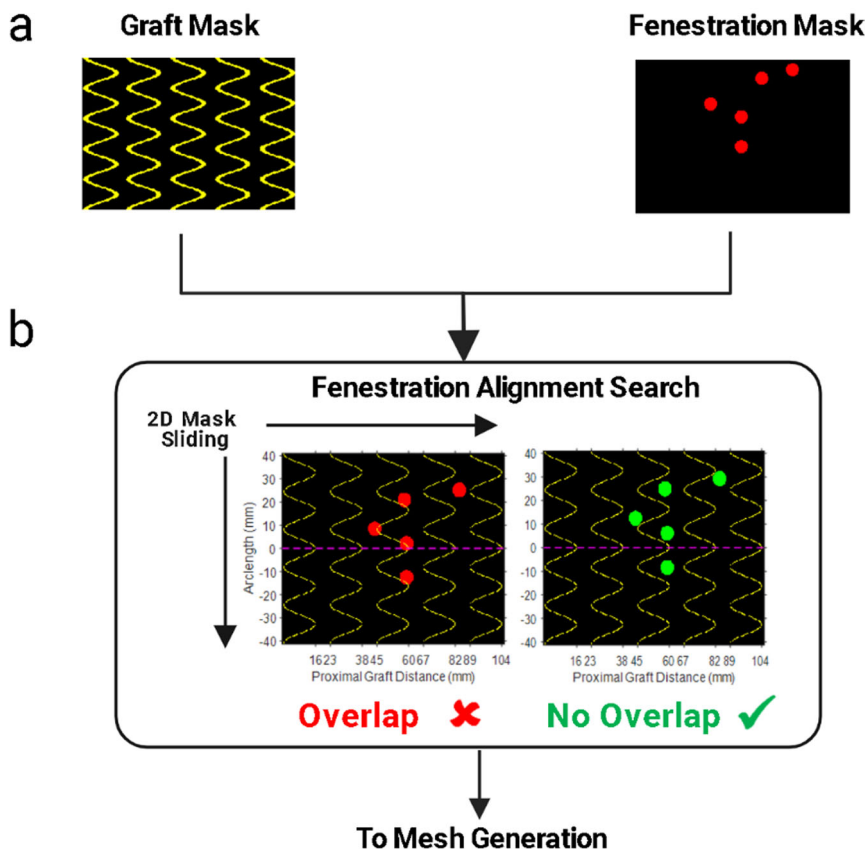 a
Graft Mask
Fenestration Mask
b
Fenestration Alignment Search
2D Mask
Sliding
40
30
20
10
0
-10
-20
-30
-40
Arclength (mm)
16 23 38 45 60 67 82 89 104
Proximal Graft Distance (mm)
Overlap ✘
40
30
20
10
0
-10
-20
-30
-40
16 23 38 45 60 67 82 89 104
Proximal Graft Distance (mm)
No Overlap ✓
To Mesh Generation